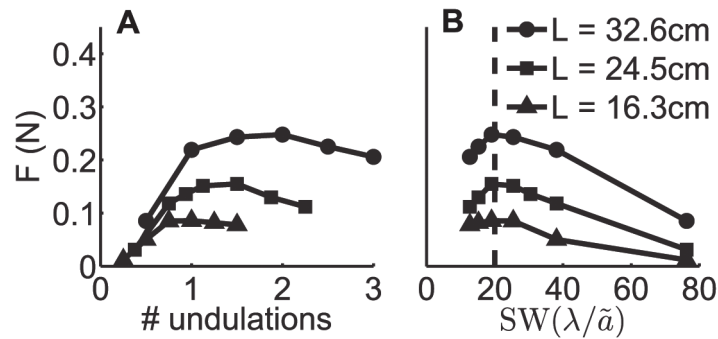 A
B
L = 32.6cm
L = 24.5cm
L = 16.3cm
F (N)
0.4
0.3
0.2
0.1
0
0 1 2 3
# undulations
0 20 40 60 80
SW(λ/ã)